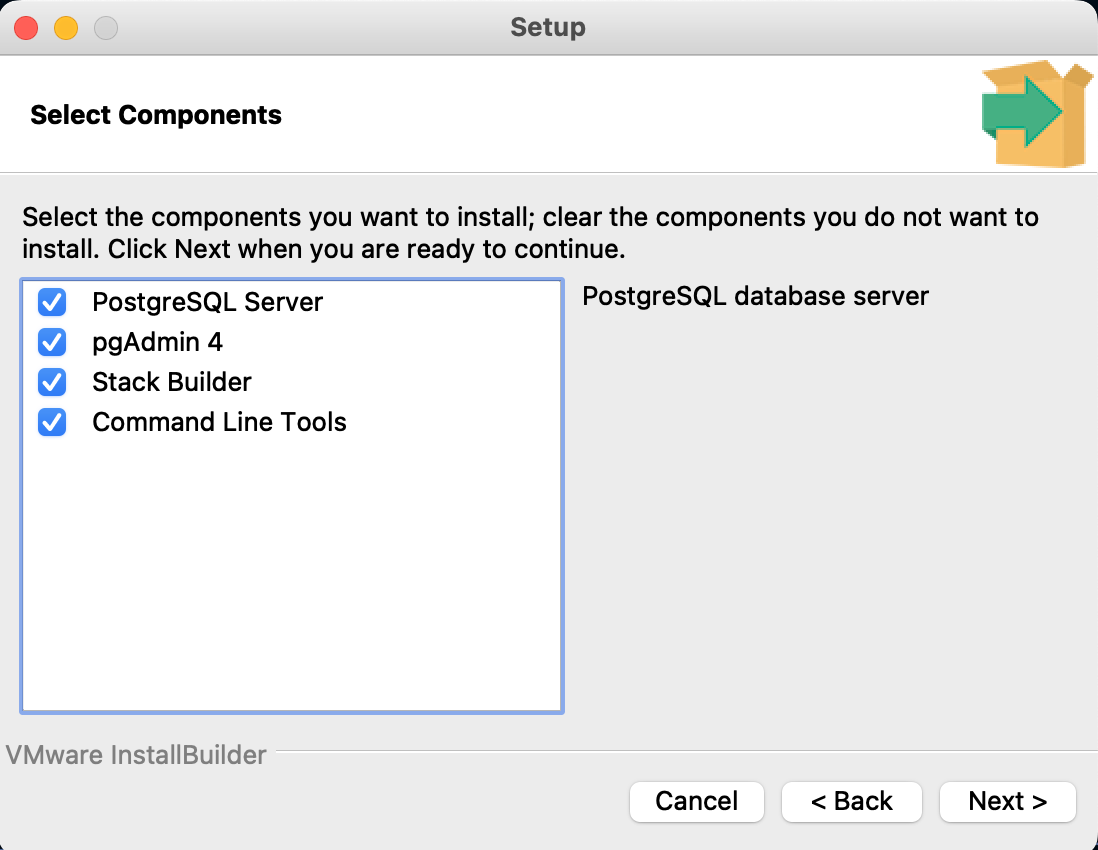 Setup
Select Components
Select the components you want to install; clear the components you do not want to
install. Click Next when you are ready to continue.
PostgreSQL Server
pgAdmin 4
Stack Builder
Command Line Tools
PostgreSQL database server
VMware InstallBuilder
Cancel
< Back
Next >